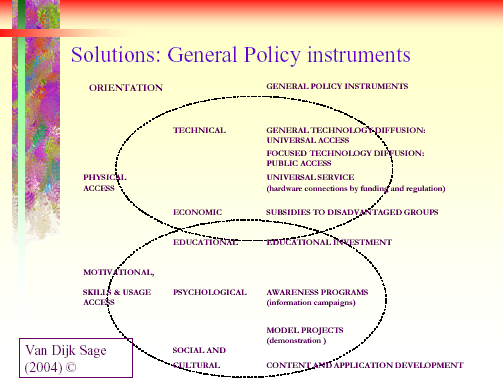 Solutions: General Policy instruments
ORIENTATION GENERAL POLICY INSTRUMENTS
TECHNICAL GENERAL TECHNOLOGY DIFFUSION:
UNIVERSAL ACCESS
FOCUSED TECHNOLOGY DIFFUSION:
PUBLIC ACCESS
PHYSICAL UNIVERSAL SERVICE
ACCESS (hardware connections by funding and regulation)
ECONOMIC SUBSIDIES TO DISADVANTAGED GROUPS
EDUCATIONAL EDUCATIONAL INVESTMENT
MOTIVATIONAL,
SKILLS & USAGE PSYCHOLOGICAL AWARENESS PROGRAMS
ACCESS (information campaigns)
MODEL PROJECTS
(demonstration )
SOCIAL AND
CULTURAL CONTENT AND APPLICATION DEVELOPMENT
Van Dijk Sage
(2004) ©